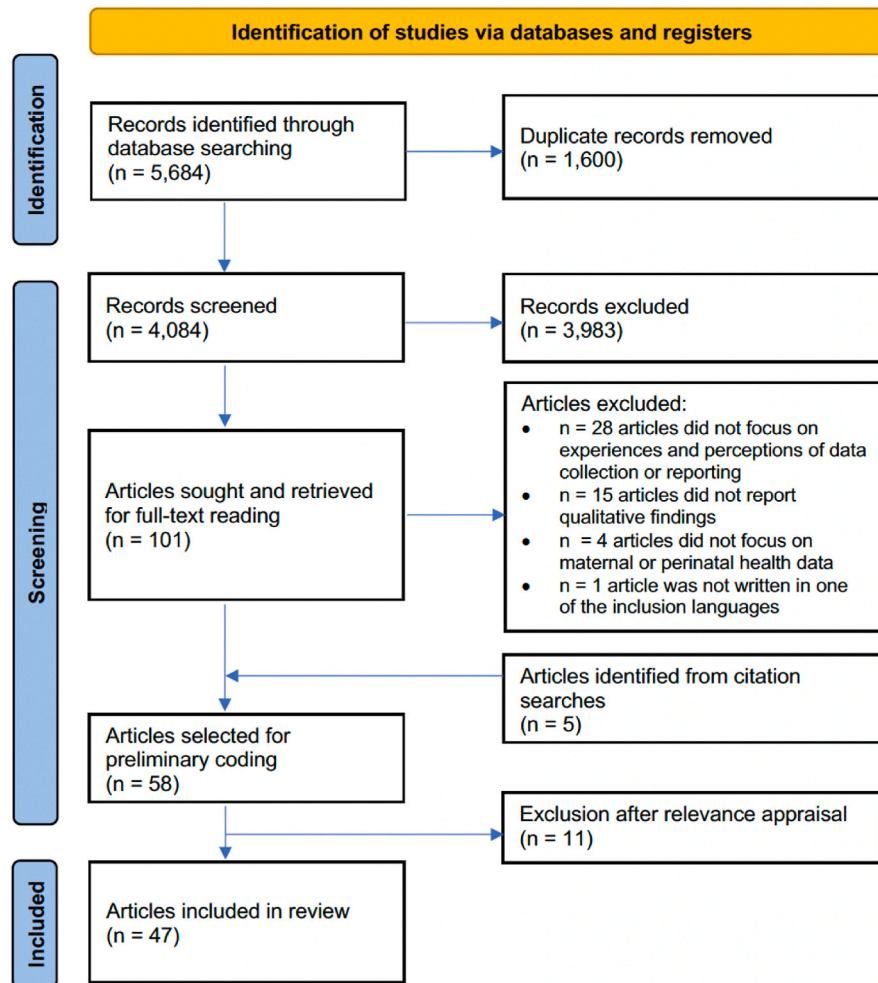 Identification of studies via databases and registers
Identification
Records identified through
database searching
(n = 5,684)
Duplicate records removed
(n = 1,600)
Screening
Records screened
(n = 4,084)
Records excluded
(n = 3,983)
Articles sought and retrieved
for full-text reading
(n = 101)
Articles excluded:
• n = 28 articles did not focus on
experiences and perceptions of data
collection or reporting
• n = 15 articles did not report
qualitative findings
• n = 4 articles did not focus on
maternal or perinatal health data
• n = 1 article was not written in one
of the inclusion languages
Articles identified from citation
searches
(n = 5)
Articles selected for
preliminary coding
(n = 58)
Exclusion after relevance appraisal
(n = 11)
Included
Articles included in review
(n = 47)